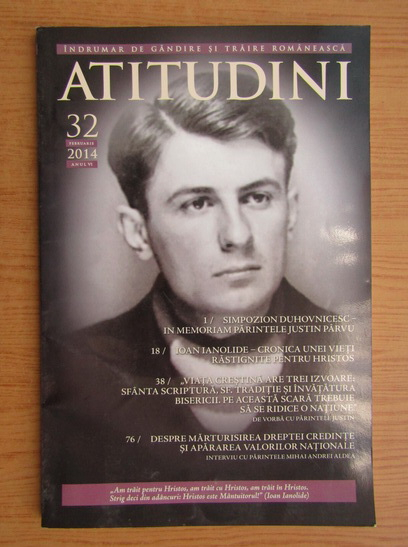 ÎNDRUMAR DE GÂNDIRE ȘI TRĂIRE ROMÂNEASCĂ
ATITUDINI
32
FEBRUARIE
2014
ANUL VI
1 / SIMPOZION DUHOVNICESC –
IN MEMORIAM PĂRINTELE JUSTIN PÂRVU
18 / IOAN IANOLIDE – CRONICA UNEI VIEȚI
RĂSTIGNITE PENTRU HRISTOS
38 / „VIAȚA CREȘTINĂ ARE TREI IZVOARE:
SFÂNTA SCRIPTURĂ, SF. TRADIȚIE ȘI ÎNVĂȚĂTURA
BISERICII. PE ACEASTĂ SCARĂ TREBUIE
SĂ SE RIDICE O NAȚIUNE"
DE VORBĂ CU PĂRINTELE JUSTIN
76 / DESPRE MĂRTURISIREA DREPTEI CREDINȚE
ȘI APĂRAREA VALORILOR NAȚIONALE
INTERVIU CU PĂRINTELE MIHAI ANDREI ALDEA
„Am trăit pentru Hristos, am trăit cu Hristos, am trăit în Hristos.
Strig deci din adâncuri: Hristos este Mântuitorul!" (Ioan Ianolide)